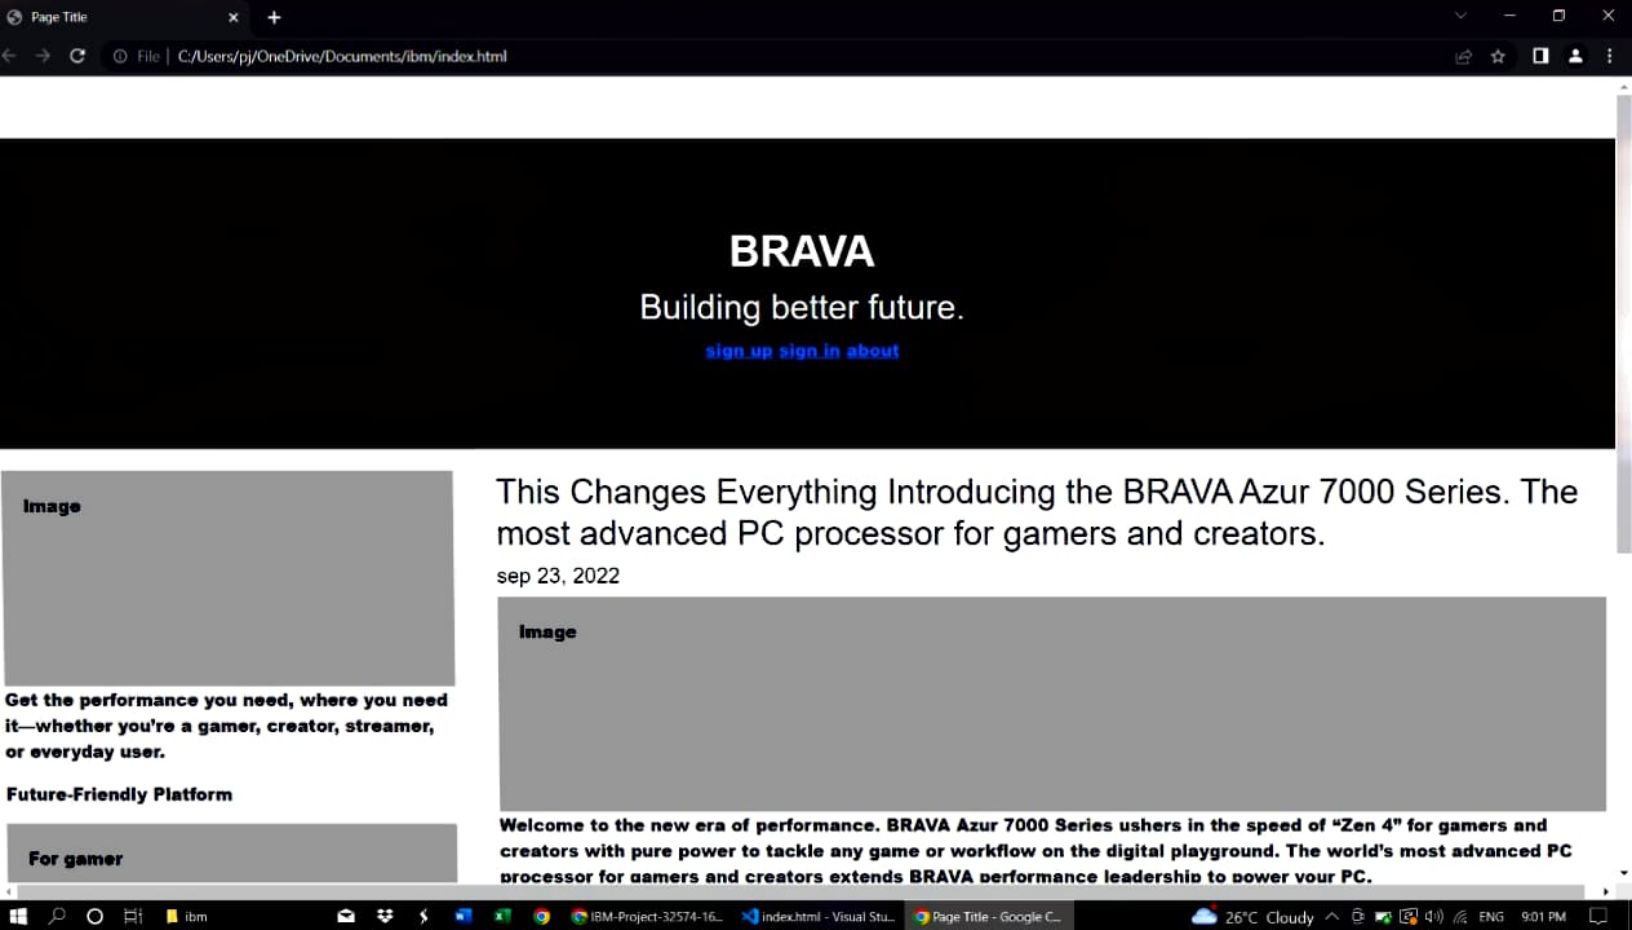 Page Title
File
C:/Users/pj/OneDrive/Documents/ibm/index.html
BRAVA
Building better future.
sign up sign in about
Image
Get the performance you need, where you need
it—whether you're a gamer, creator, streamer,
or everyday user.
Future-Friendly Platform
For gamer
This Changes Everything Introducing the BRAVA Azur 7000 Series. The
most advanced PC processor for gamers and creators.
sep 23, 2022
Image
Welcome to the new era of performance. BRAVA Azur 7000 Series ushers in the speed of “Zen 4” for gamers and
creators with pure power to tackle any game or workflow on the digital playground. The world's most advanced PC
processor for gamers and creators extends BRAVA performance leadership to power your PC.
ibm
IBM-Project-32574-16...
index.html - Visual Stu...
Page Title - Google C...
26°C Cloudy
ENG
9:01 PM